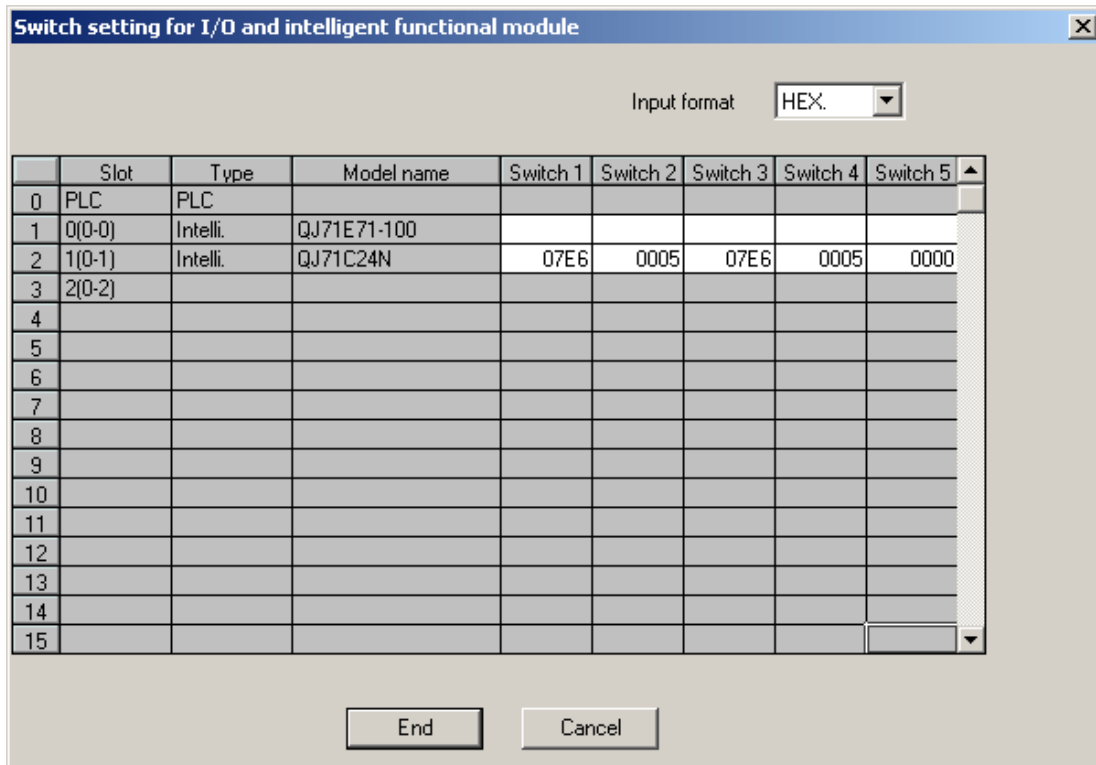 Switch setting for I/O and intelligent functional module
Input format HEX.
Slot Type Model name Switch 1 Switch 2 Switch 3 Switch 4 Switch 5
0 PLC PLC
1 0(0-0) Intelli. QJ71E71-100
2 1(0-1) Intelli. QJ71C24N 07E6 0005 07E6 0005 0000
3 2(0-2)
4
5
6
7
8
9
10
11
12
13
14
15
End Cancel